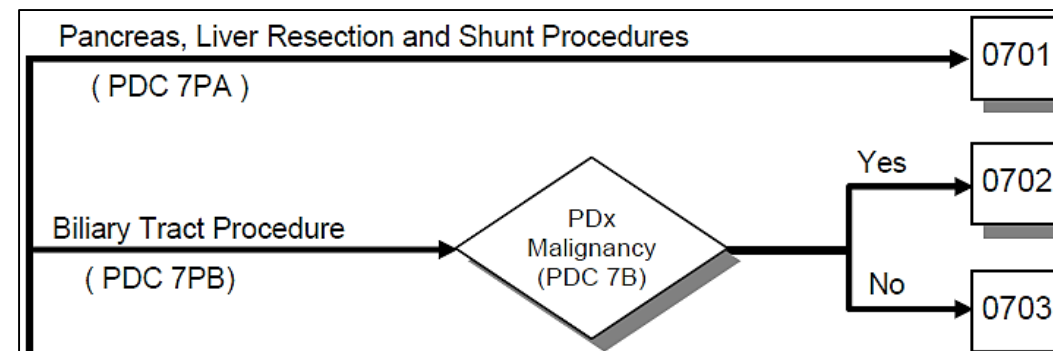 Pancreas, Liver Resection and Shunt Procedures
( PDC 7PA )
0701
Biliary Tract Procedure
( PDC 7PB)
PDx
Malignancy
(PDC 7B)
Yes
0702
No
0703